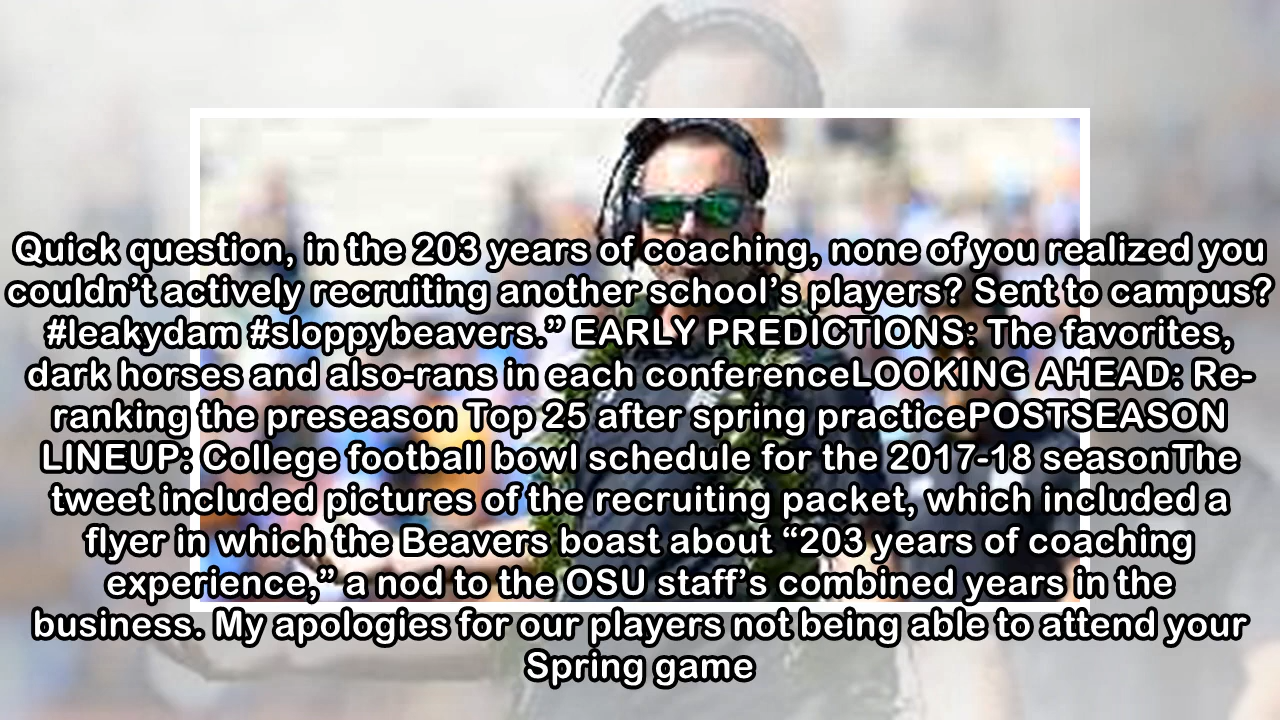 Quick question, in the 203 years of coaching, none of you realized you
couldn’t actively recruiting another school’s players? Sent to campus?
#leakydam #sloppybeavers.” EARLY PREDICTIONS: The favorites,
dark horses and also-rans in each conferenceLOOKING AHEAD: Re-
ranking the preseason Top 25 after spring practicePOSTSEASON
LINEUP: College football bowl schedule for the 2017-18 seasonThe
tweet included pictures of the recruiting packet, which included a
flyer in which the Beavers boast about “203 years of coaching
experience,” a nod to the OSU staff’s combined years in the
business. My apologies for our players not being able to attend your
Spring game